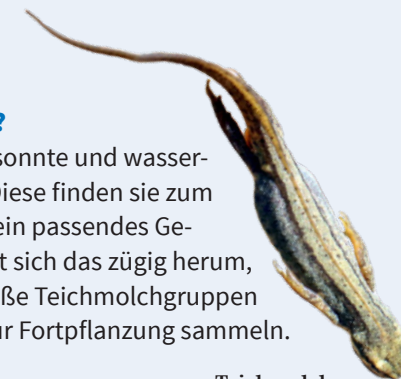 ?
sonnte und wasser-
Diese finden sie zum
ein passendes Ge-
t sich das zügig herum,
ße Teichmolchgruppen
ur Fortpflanzung sammeln.